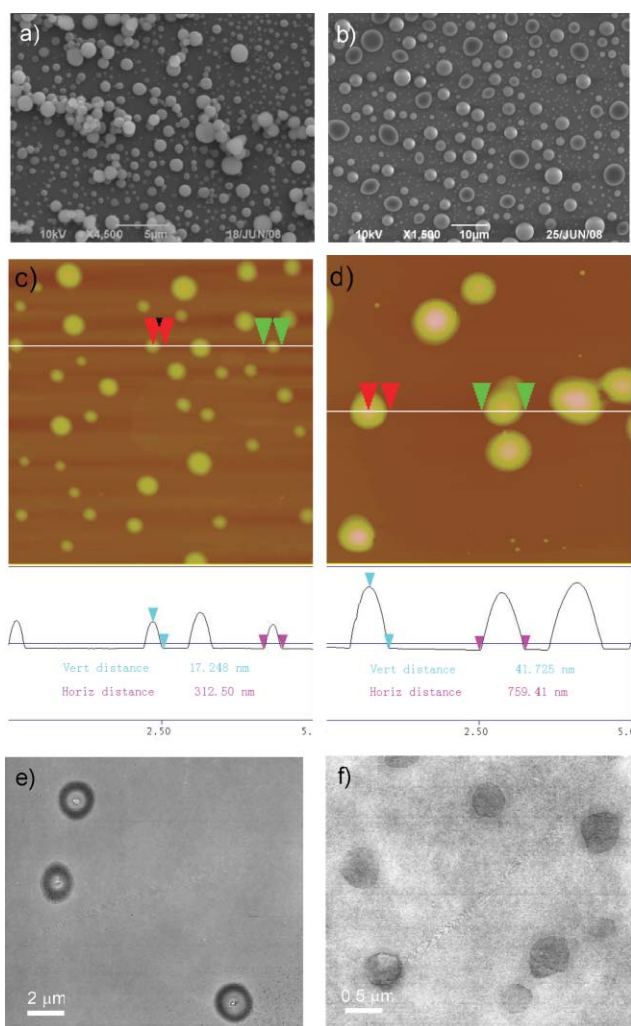 a)
10kV X4,500 5µm 18/JUN/08
b)
10kV X1,500 10µm 25/JUN/08
c)
d)
Vert distance 17.248 nm
Horiz distance 312.50 nm
2.50 5.
Vert distance 41.725 nm
Horiz distance 759.41 nm
2.50 5.0
e)
2 µm
f)
0.5 µm